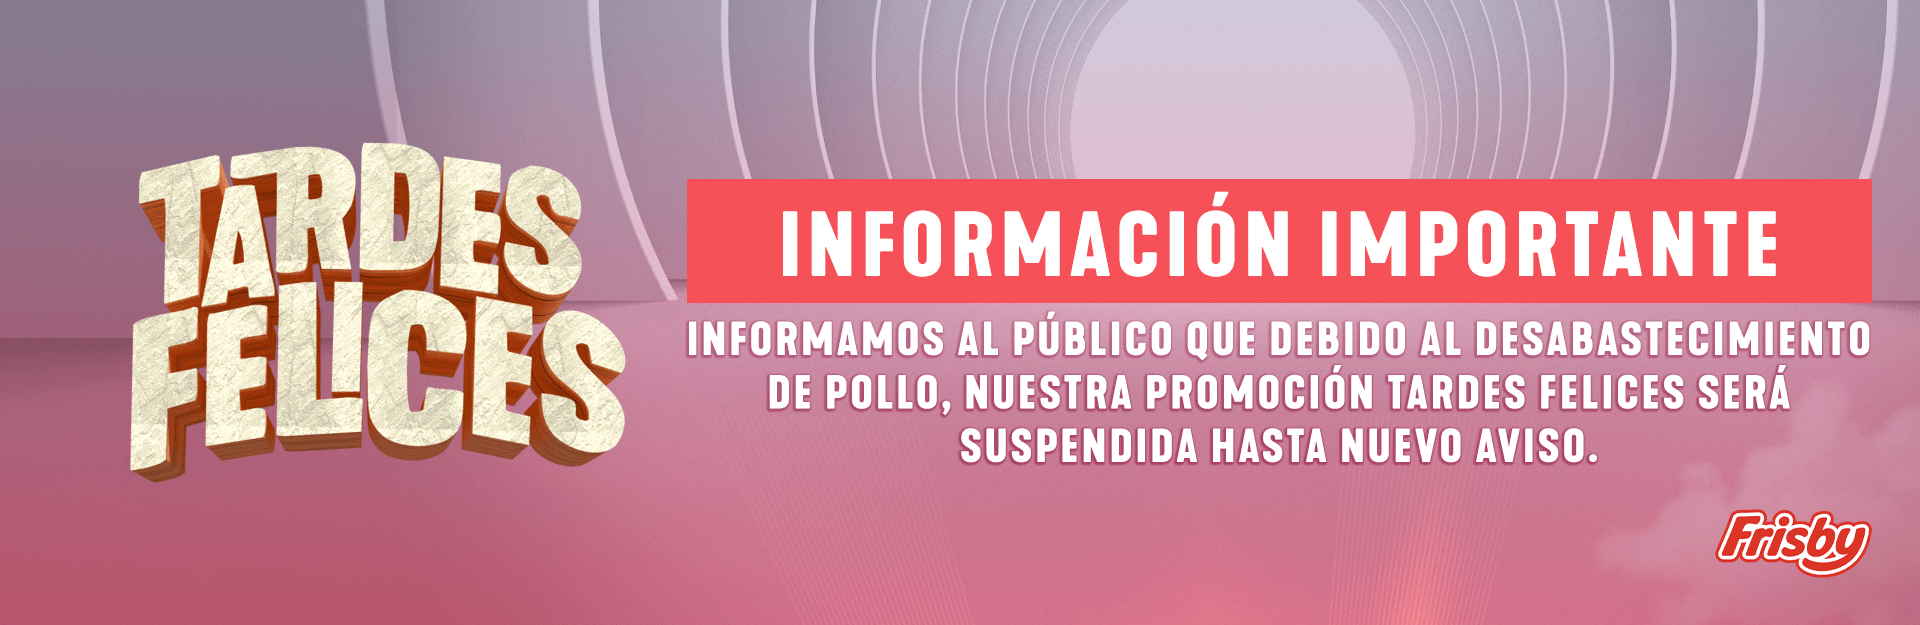 TARDES
FELICES
INFORMACIÓN IMPORTANTE
INFORMAMOS AL PÚBLICO QUE DEBIDO AL DESABASTECIMIENTO
DE POLLO, NUESTRA PROMOCIÓN TARDES FELICES SERÁ
SUSPENDIDA HASTA NUEVO AVISO.
Frisby